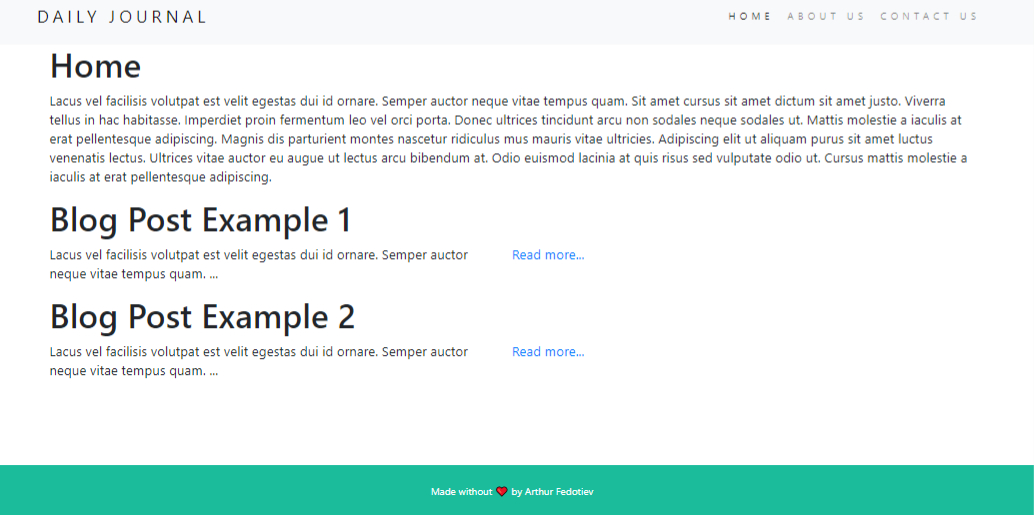 DAILY JOURNAL
HOME ABOUT US CONTACT US
Home
Lacus vel facilisis volutpat est velit egestas dui id ornare. Semper auctor neque vitae tempus quam. Sit amet cursus sit amet dictum sit amet justo. Viverra
tellus in hac habitasse. Imperdiet proin fermentum leo vel orci porta. Donec ultrices tincidunt arcu non sodales neque sodales ut. Mattis molestie a iaculis at
erat pellentesque adipiscing. Magnis dis parturient montes nascetur ridiculus mus mauris vitae ultricies. Adipiscing elit ut aliquam purus sit amet luctus
venenatis lectus. Ultrices vitae auctor eu augue ut lectus arcu bibendum at. Odio euismod lacinia at quis risus sed vulputate odio ut. Cursus mattis molestie a
iaculis at erat pellentesque adipiscing.
Blog Post Example 1
Lacus vel facilisis volutpat est velit egestas dui id ornare. Semper auctor
neque vitae tempus quam. ...
Read more...
Blog Post Example 2
Lacus vel facilisis volutpat est velit egestas dui id ornare. Semper auctor
neque vitae tempus quam. ...
Read more...
Made without ❤ by Arthur Fedotiev